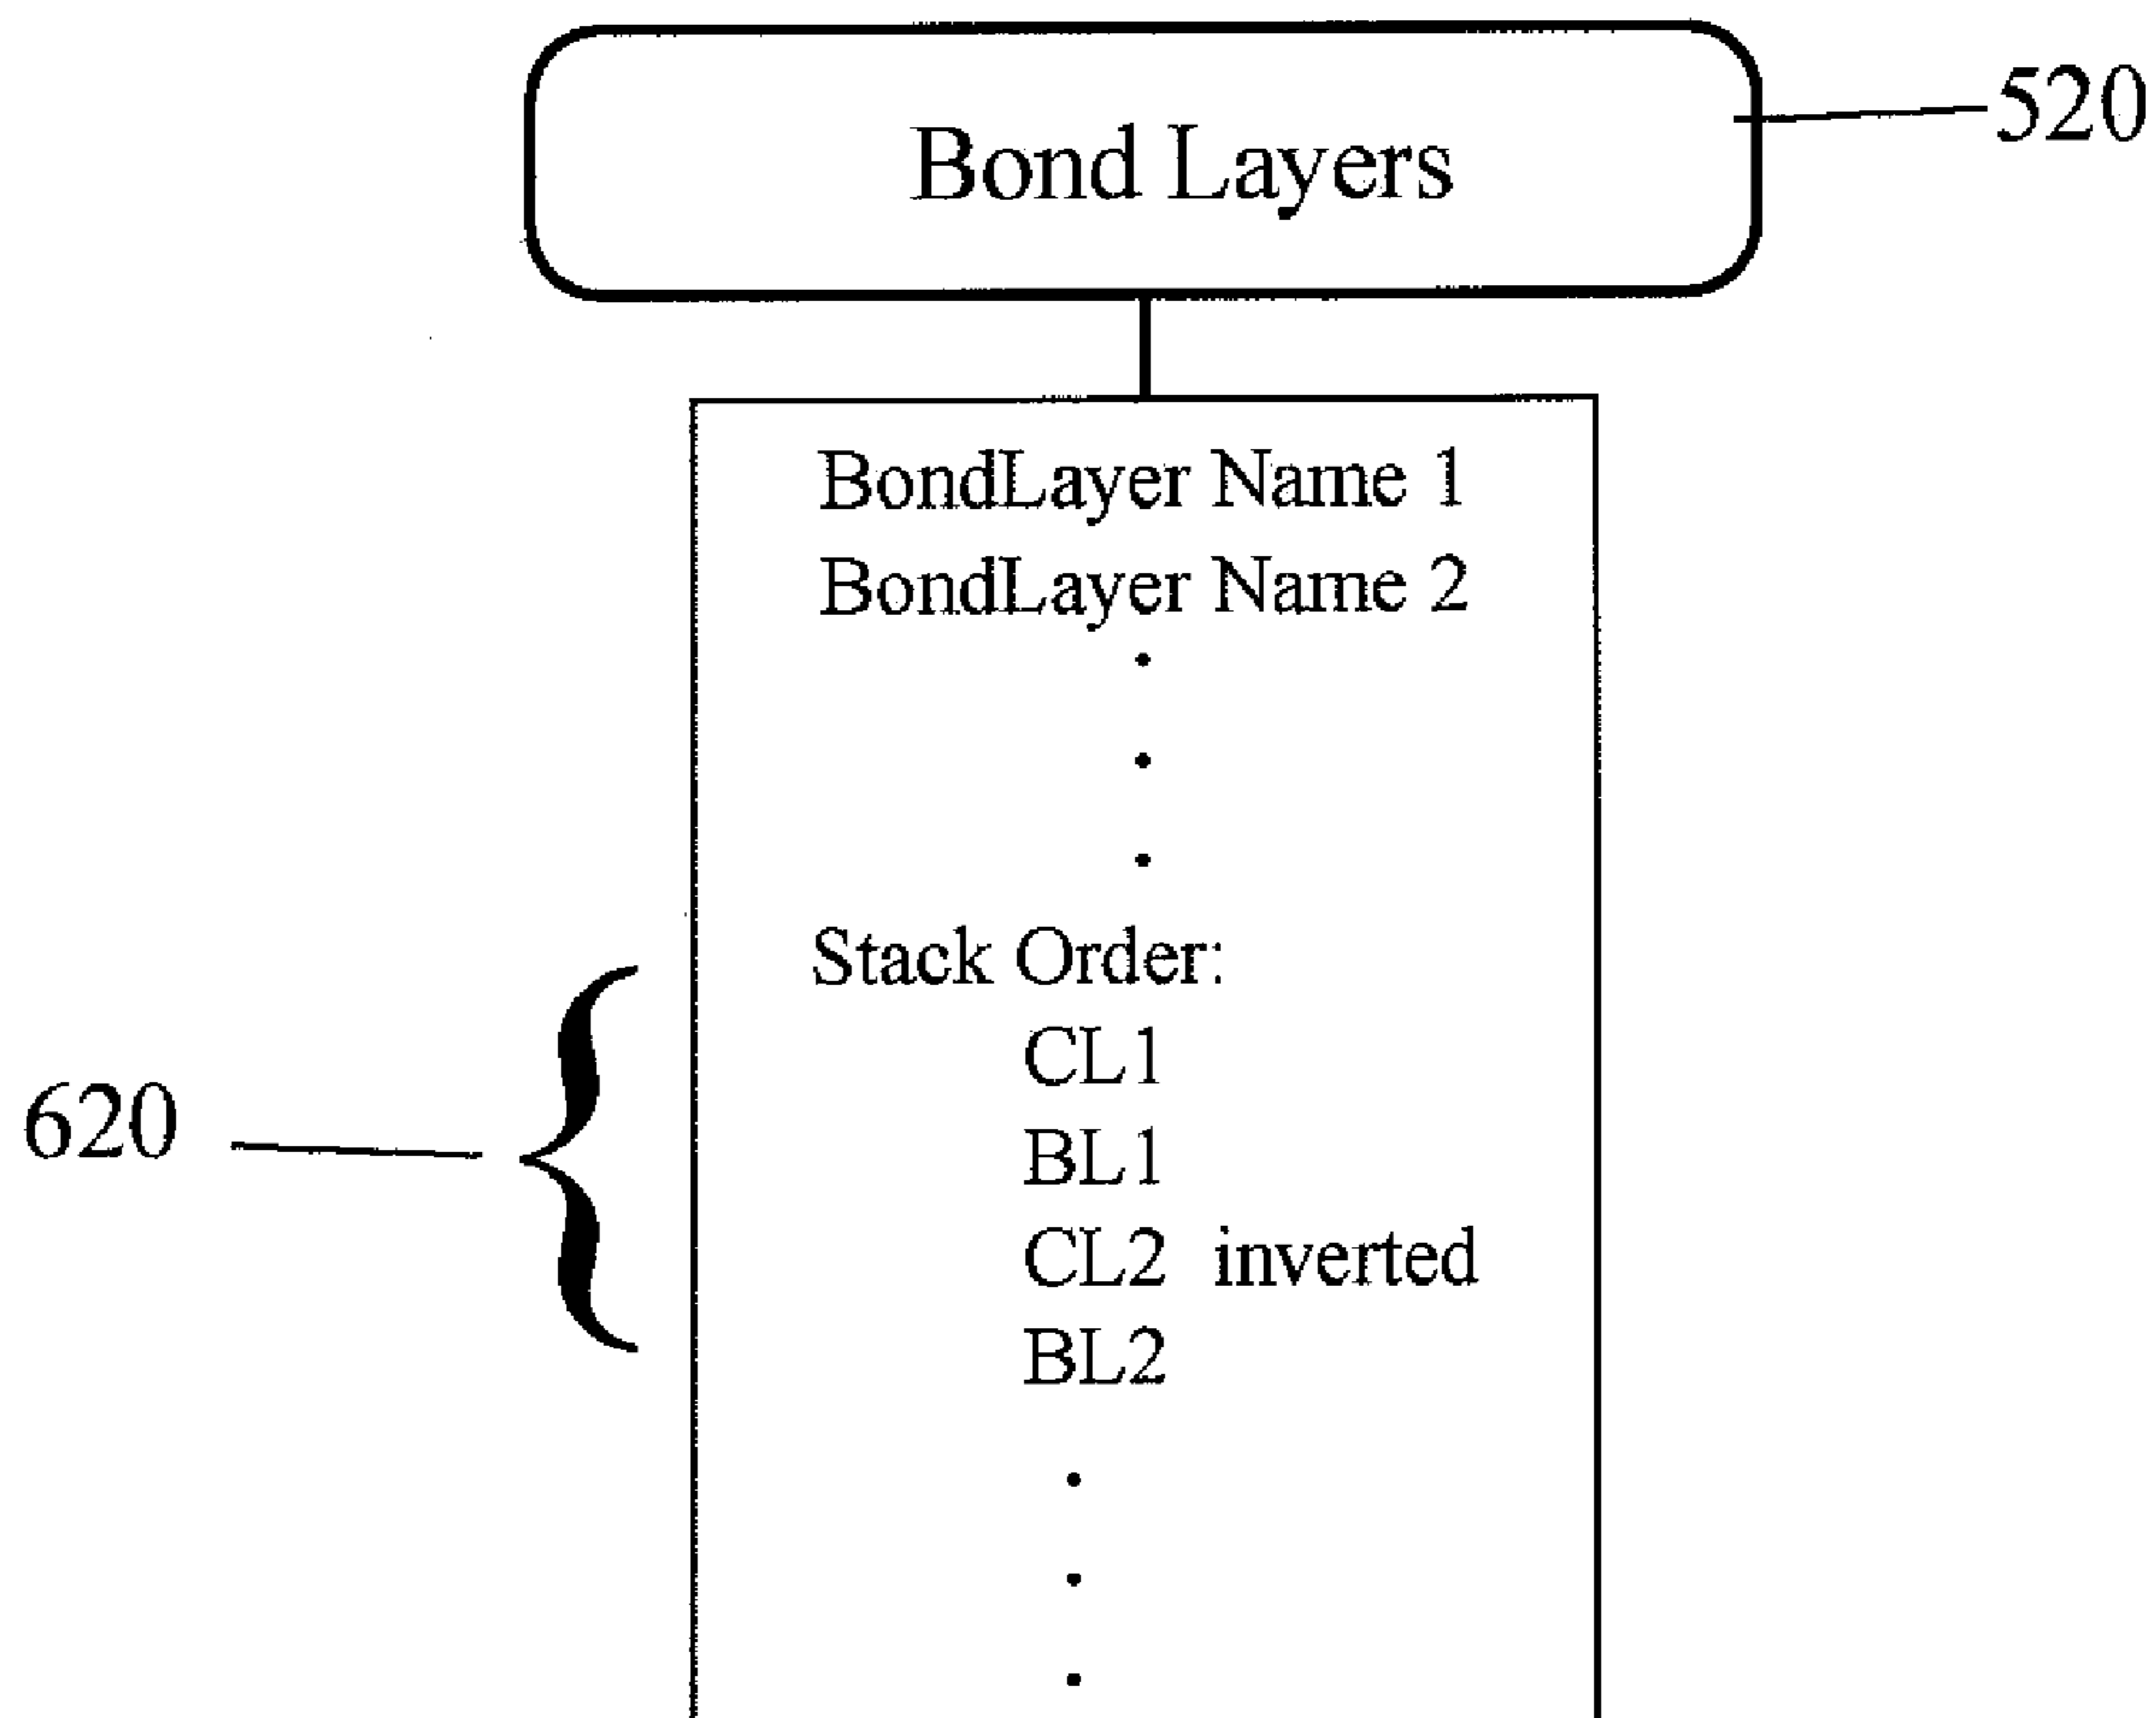 Bond Layers
520
BondLayer Name 1
BondLayer Name 2
Stack Order:
CL1
620
BL1
CL2 inverted
BL2